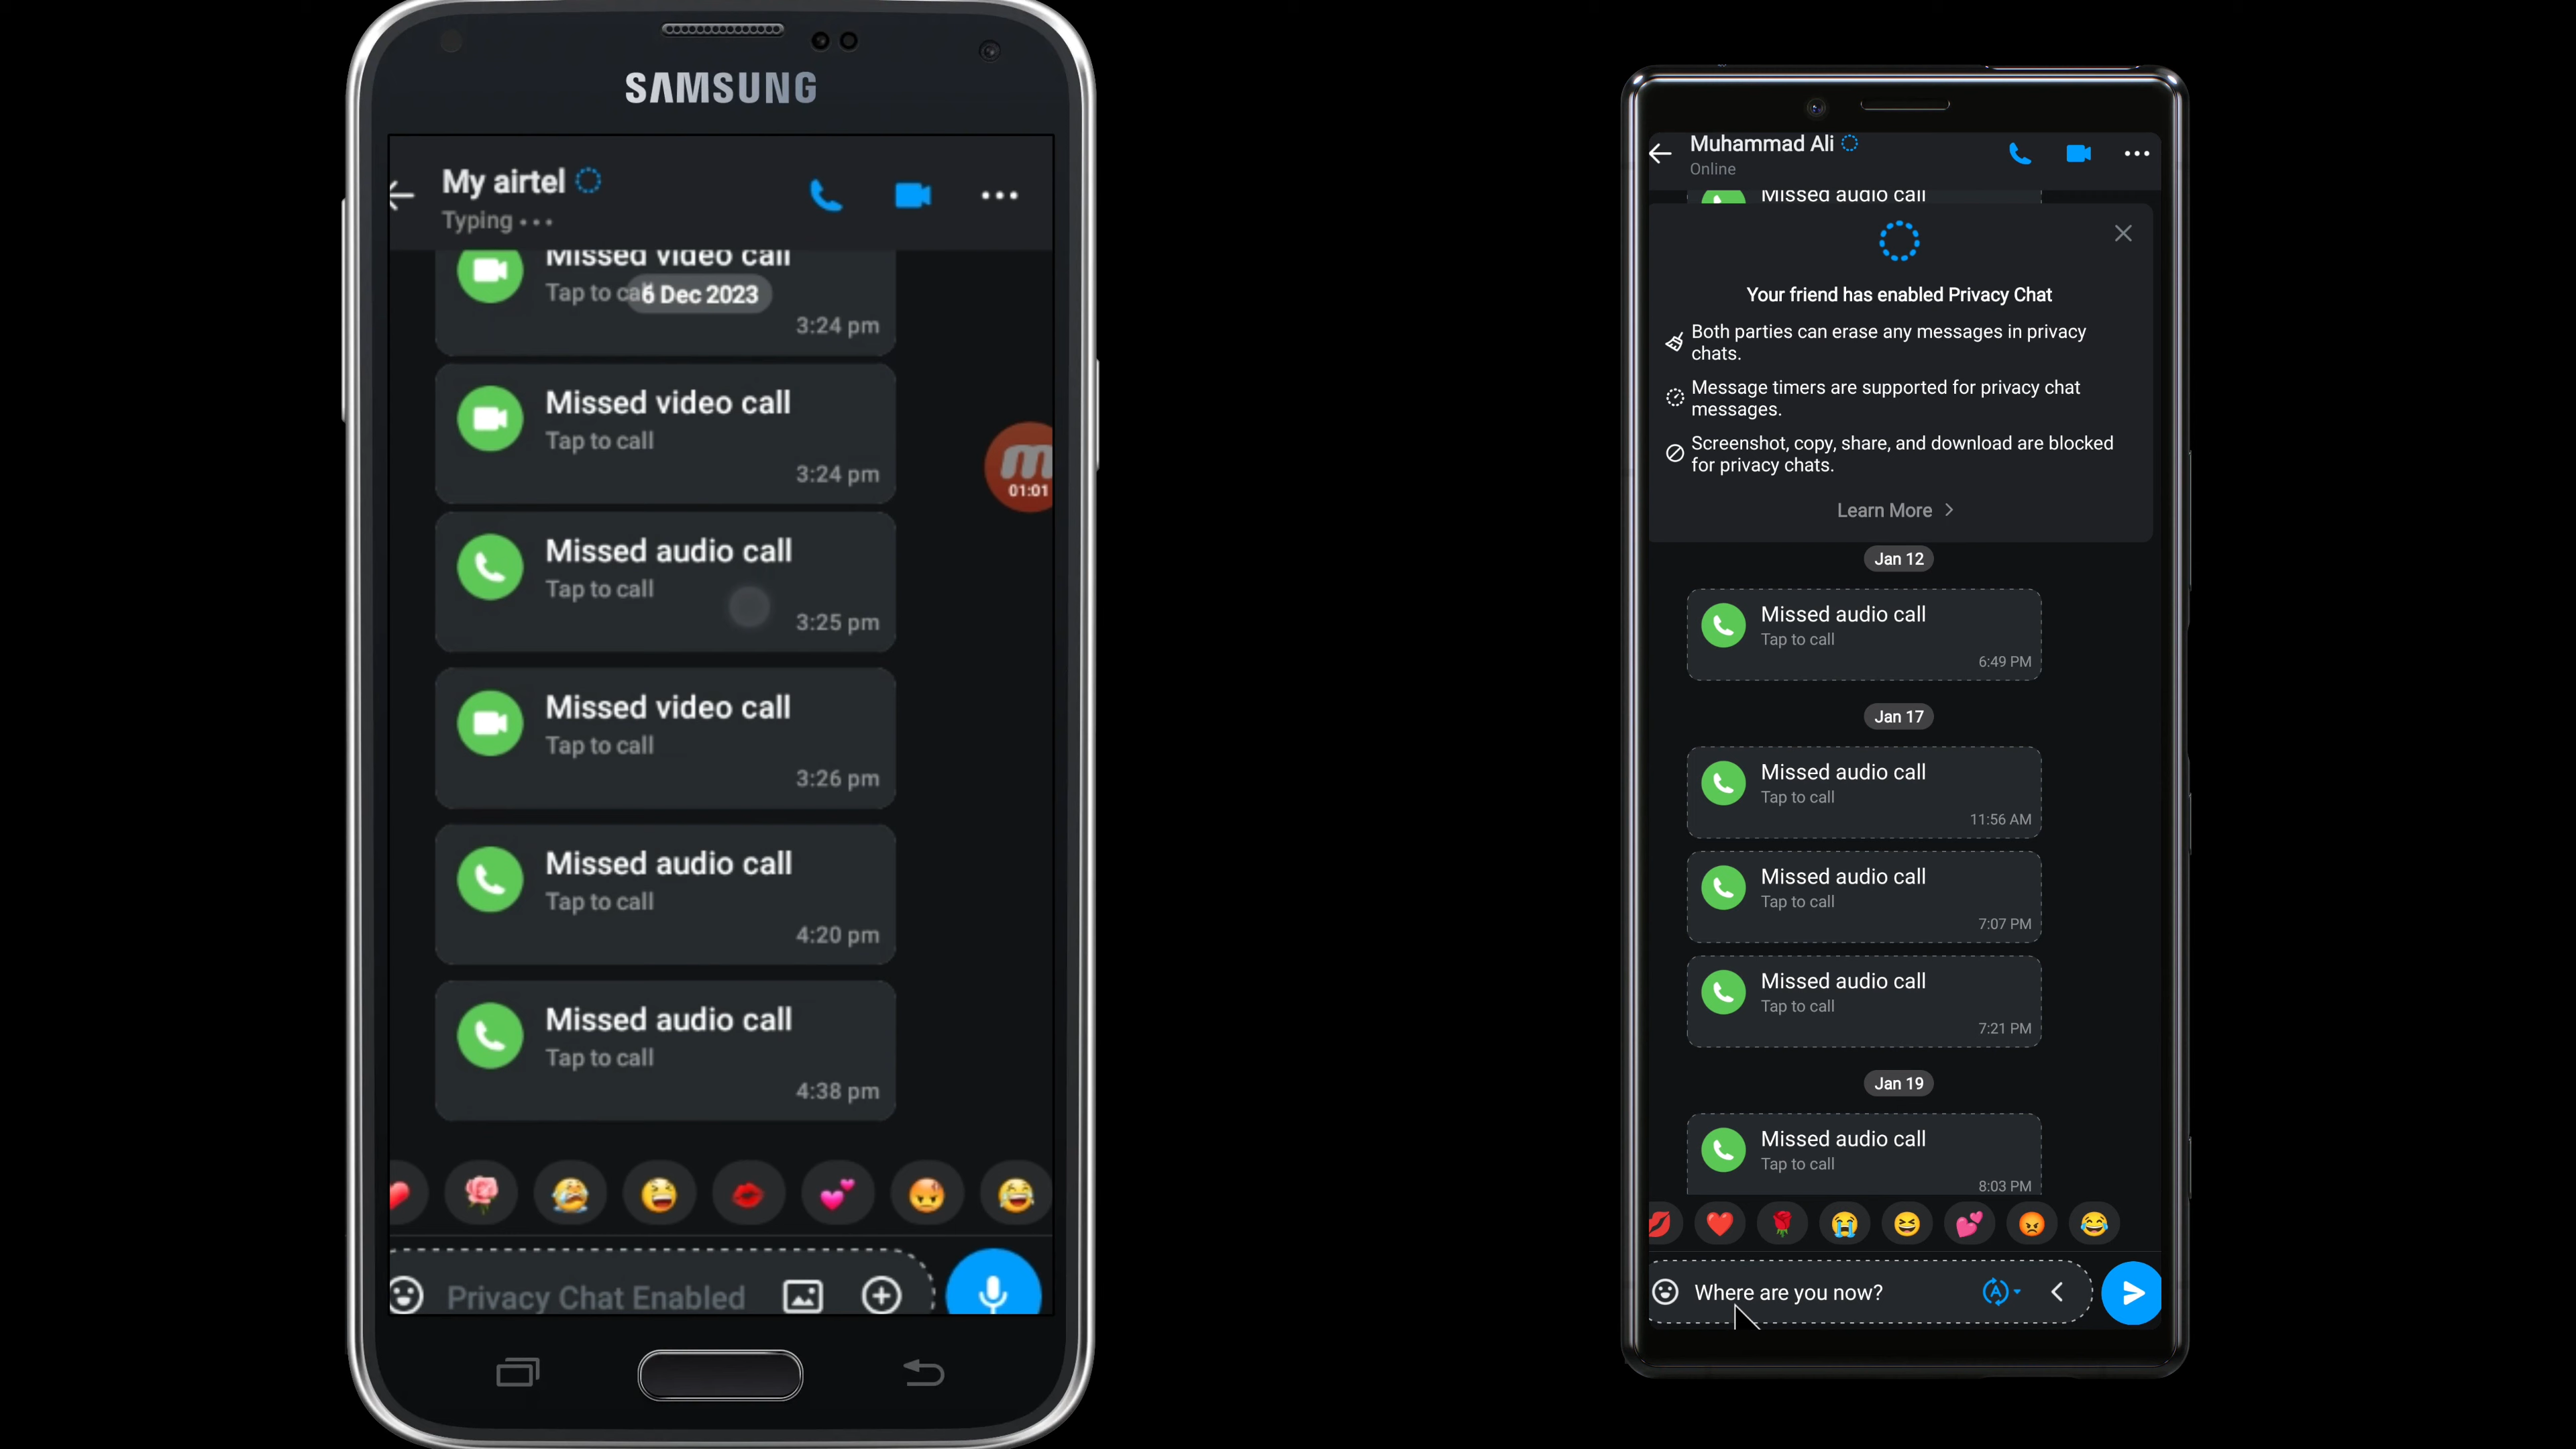 SAMSUNG
My airtel
Typing •••
Missed video call
Tap to call
6 Dec 2023
3:24 pm
Missed video call
Tap to call
3:24 pm
01:01
Missed audio call
Tap to call
3:25 pm
Missed video call
Tap to call
3:26 pm
Missed audio call
Tap to call
4:20 pm
Missed audio call
Tap to call
4:38 pm
Privacy Chat Enabled
Muhammad Ali
Online
Missed audio call
Your friend has enabled Privacy Chat
Both parties can erase any messages in privacy
chats.
Message timers are supported for privacy chat
messages.
Screenshot, copy, share, and download are blocked
for privacy chats.
Learn More >
Jan 12
Missed audio call
Tap to call
6:49 PM
Jan 17
Missed audio call
Tap to call
11:56 AM
Missed audio call
Tap to call
7:07 PM
Missed audio call
Tap to call
7:21 PM
Jan 19
Missed audio call
Tap to call
8:03 PM
Where are you now?
A